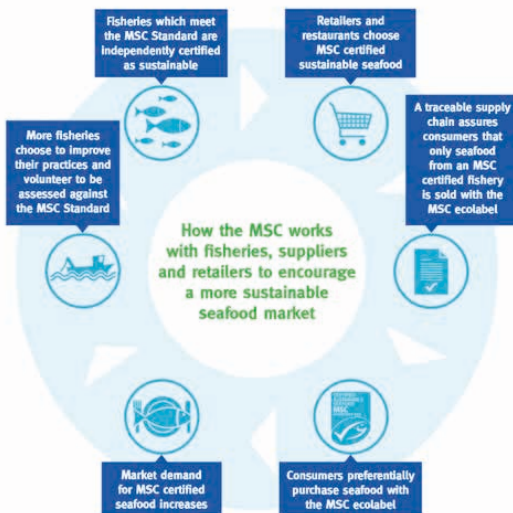 Fisheries which meet
the MSC Standard are
independently certified
as sustainable
Retailers and
restaurants choose
MSC certified
sustainable seafood
A traceable supply
chain assures
consumers that
only seafood
from an MSC
certified fishery
is sold with the
MSC ecolabel
Consumers preferentially
purchase seafood with
the MSC ecolabel
Market demand
for MSC certified
seafood increases
More fisheries
choose to improve
their practices and
volunteer to be
assessed against
the MSC Standard
How the MSC works
with fisheries, suppliers
and retailers to encourage
a more sustainable
seafood market
CERTIFIED
SUSTAINABLE
SEAFOOD
MSC